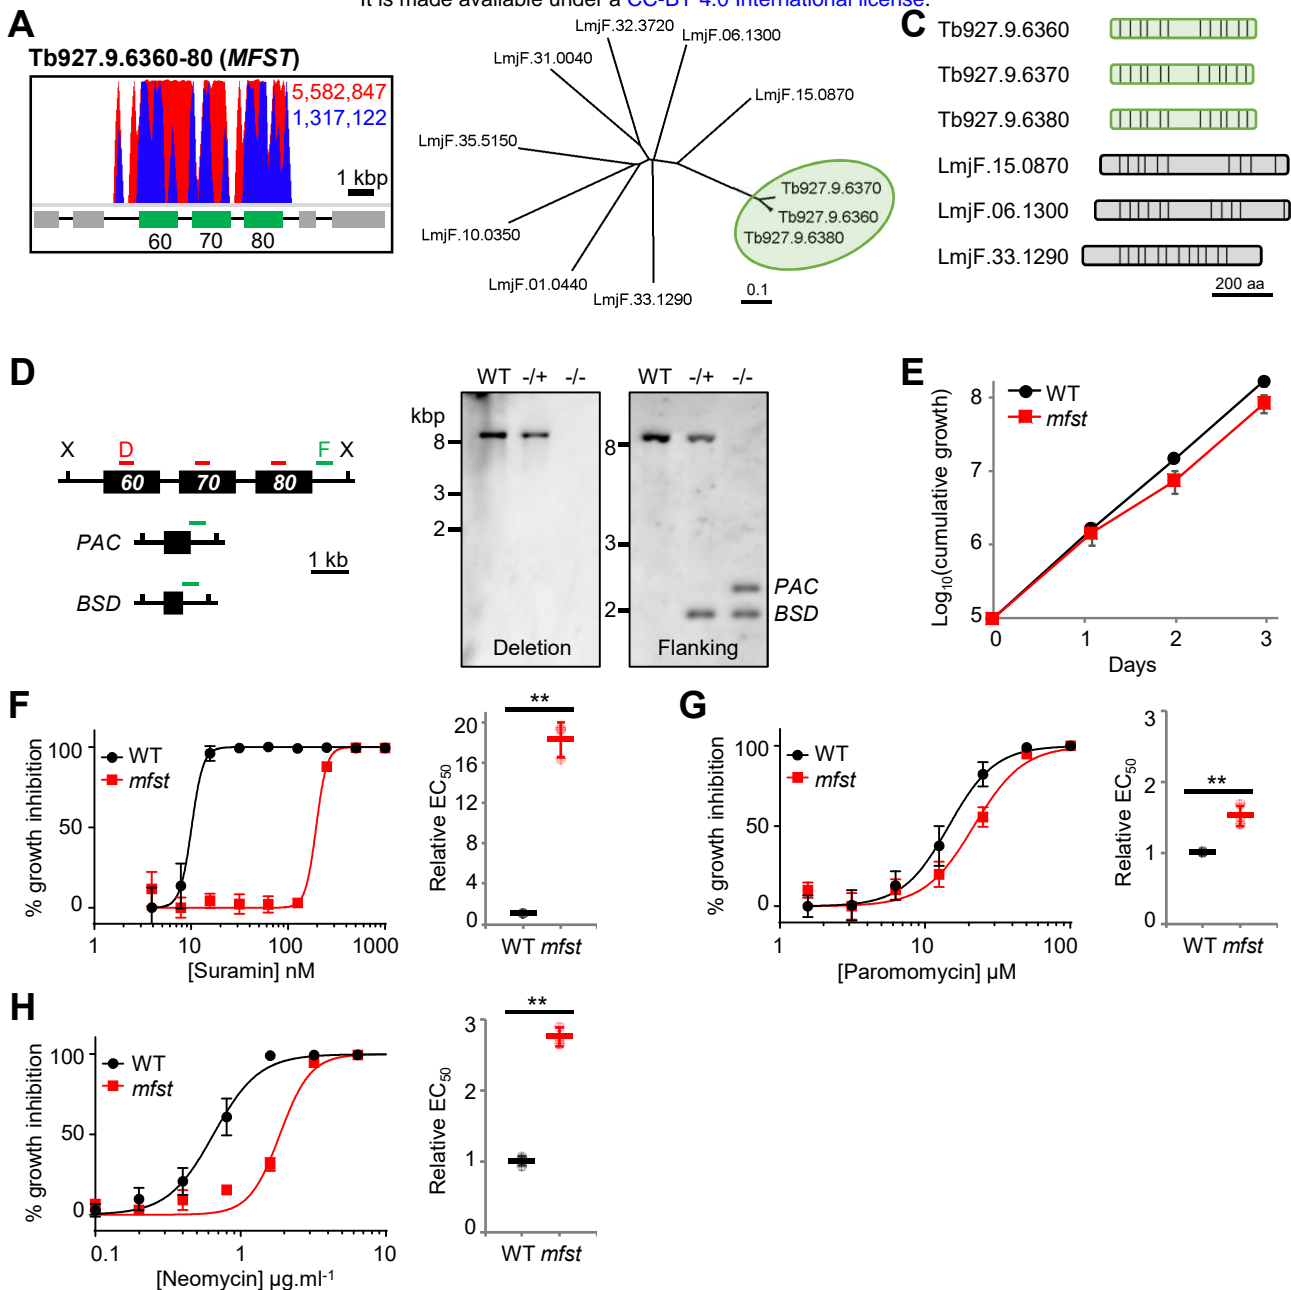 It is made available under a CC-BY 4.0 International license.
A
Tb927.9.6360-80 (MFST)
5,582,847
1,317,122
1 kbp
60 70 80
LmjF.32.3720
LmjF.06.1300
LmjF.31.0040
LmjF.15.0870
LmjF.35.5150
Tb927.9.6370
Tb927.9.6360
Tb927.9.6380
LmjF.10.0350
LmjF.01.0440
LmjF.33.1290
0.1
C
Tb927.9.6360
Tb927.9.6370
Tb927.9.6380
LmjF.15.0870
LmjF.06.1300
LmjF.33.1290
200 aa
D
X D F X
60 70 80
PAC
BSD
1 kb
WT -/+ -/-
kbp
8
3
2
Deletion
WT -/+ -/-
8
3
2
PAC
BSD
Flanking
E
WT
mfst
Log10(cumulative growth)
8
7
6
5
0 1 2 3
Days
F
WT
mfst
% growth inhibition
100
50
0
1 10 100 1000
[Suramin] nM
**
Relative EC50
20
16
12
8
4
0
WT mfst
G
WT
mfst
% growth inhibition
100
50
0
1 10 100
[Paromomycin] µM
**
Relative EC50
3
2
1
0
WT mfst
H
WT
mfst
% growth inhibition
100
50
0
0.1 1 10
[Neomycin] µg.ml-1
**
Relative EC50
3
2
1
0
WT mfst